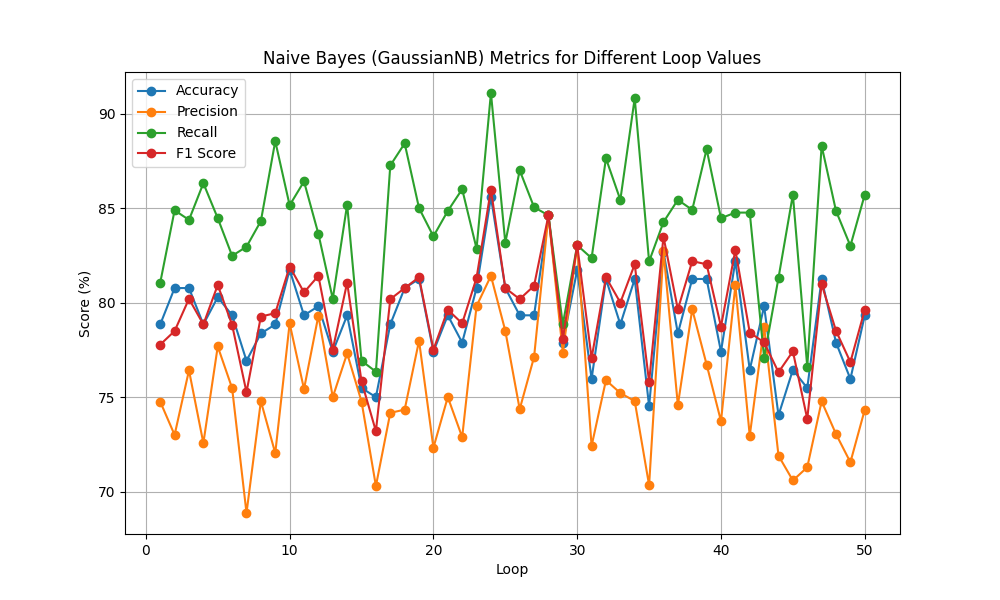 Naive Bayes (GaussianNB) Metrics for Different Loop Values
Accuracy
Precision
Recall
F1 Score
Score (%)
90
85
80
75
70
0 10 20 30 40 50
Loop